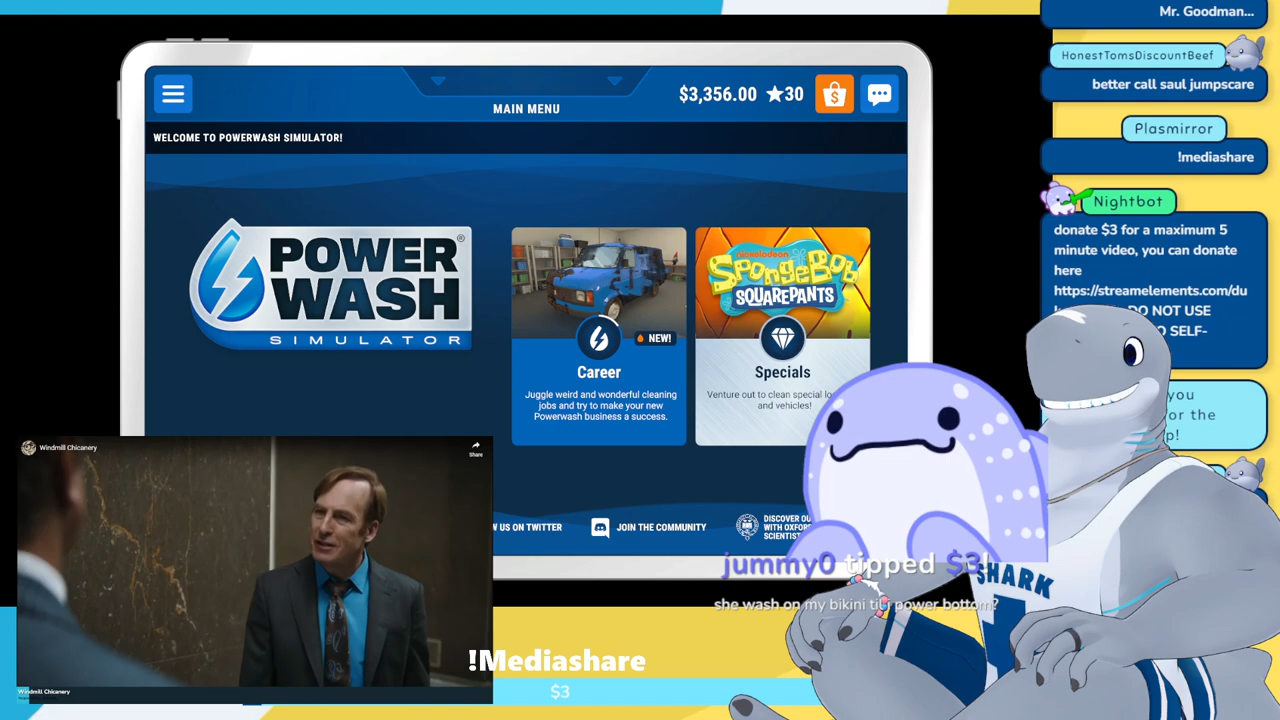 $3,356.00 ★30
MAIN MENU
WELCOME TO POWERWASH SIMULATOR!
POWER
WASH®
SIMULATOR
nickelodeon
SpongeBob
SQUAREPANTS
NEW!
Career
Juggle weird and wonderful cleaning
jobs and try to make your new
Powerwash business a success.
Specials
Venture out to clean special
and vehicles!
US ON TWITTER
JOIN THE COMMUNITY
DISCOVER
WITH
Windmill Chicanery
Share
Windmill Chicanery
jummy0 tipped $3!
she wash on my bikini til i power bottom?
SHARK
!Mediashare
$3
Mr. Goodman...
HonestTomsDiscountBeef
better call saul jumpscare
Plasmirror
!mediashare
Nightbot
donate $3 for a maximum 5
minute video, you can donate
here
https://streamelements.com/du
DO NOT USE
SELF-
you
or the
p!